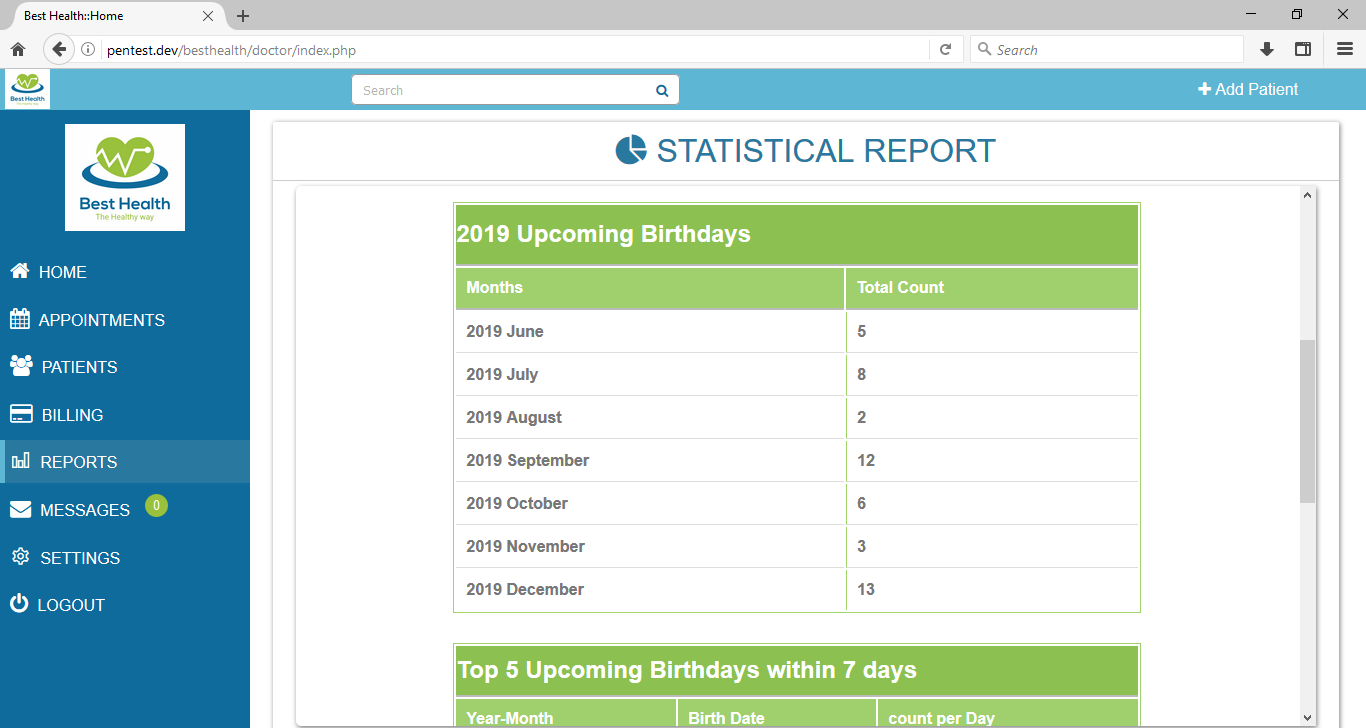 Best Health::Home
pentest.dev/besthealth/doctor/index.php
Search
Best Health
Search
Add Patient
Best Health
The Healthy way
HOME
APPOINTMENTS
PATIENTS
BILLING
REPORTS
MESSAGES 0
SETTINGS
LOGOUT
STATISTICAL REPORT
2019 Upcoming Birthdays
Months Total Count
2019 June 5
2019 July 8
2019 August 2
2019 September 12
2019 October 6
2019 November 3
2019 December 13
Top 5 Upcoming Birthdays within 7 days
Year-Month Birth Date count per Day